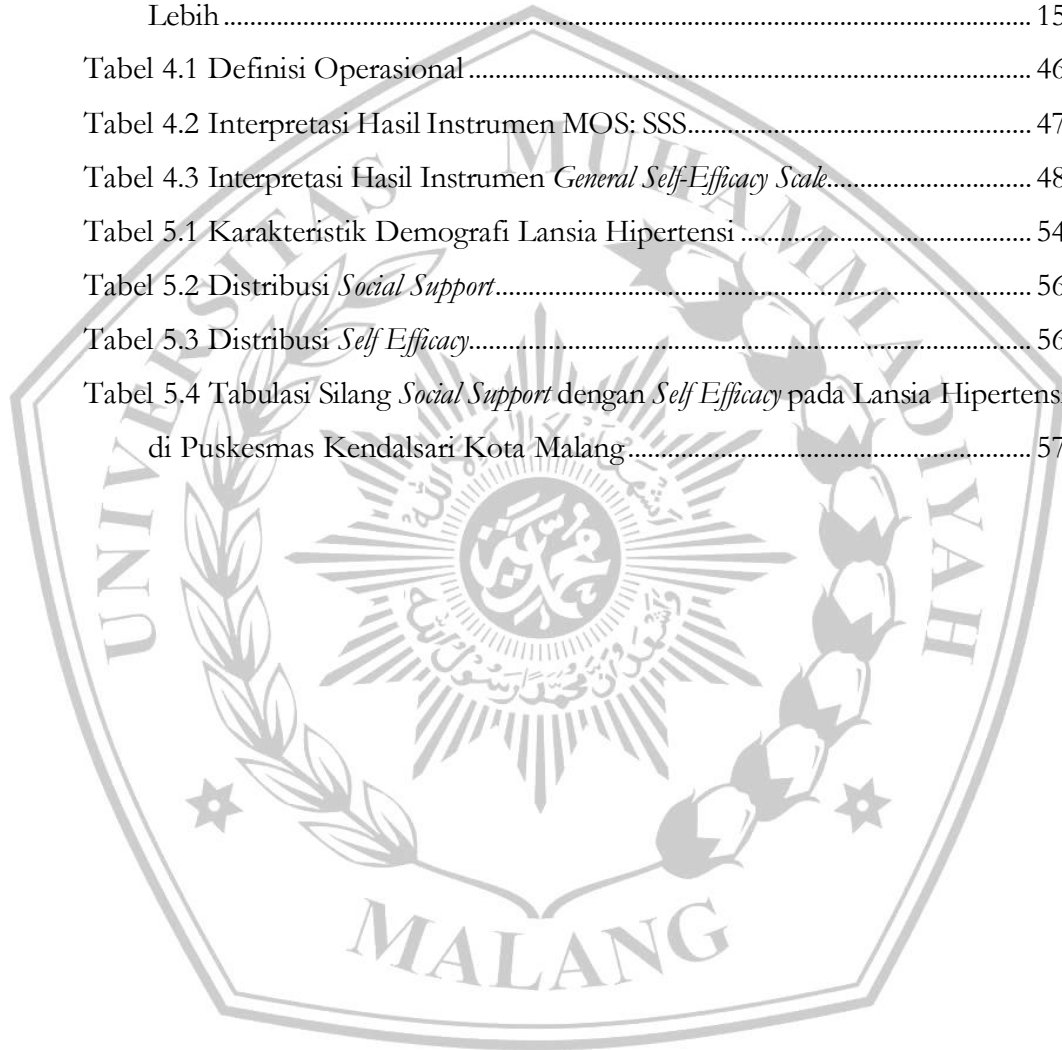 Lebih ........ 15
Tabel 4.1 Definisi Operasional ........ 46
Tabel 4.2 Interpretasi Hasil Instrumen MOS: SSS ........ 47
Tabel 4.3 Interpretasi Hasil Instrumen General Self-Efficacy Scale ........ 48
Tabel 5.1 Karakteristik Demografi Lansia Hipertensi ........ 54
Tabel 5.2 Distribusi Social Support ........ 56
Tabel 5.3 Distribusi Self Efficacy ........ 56
Tabel 5.4 Tabulasi Silang Social Support dengan Self Efficacy pada Lansia Hipertensi
di Puskesmas Kendalsari Kota Malang ........ 57
UNIVERSITAS MUHAMMADIYAH
MALANG